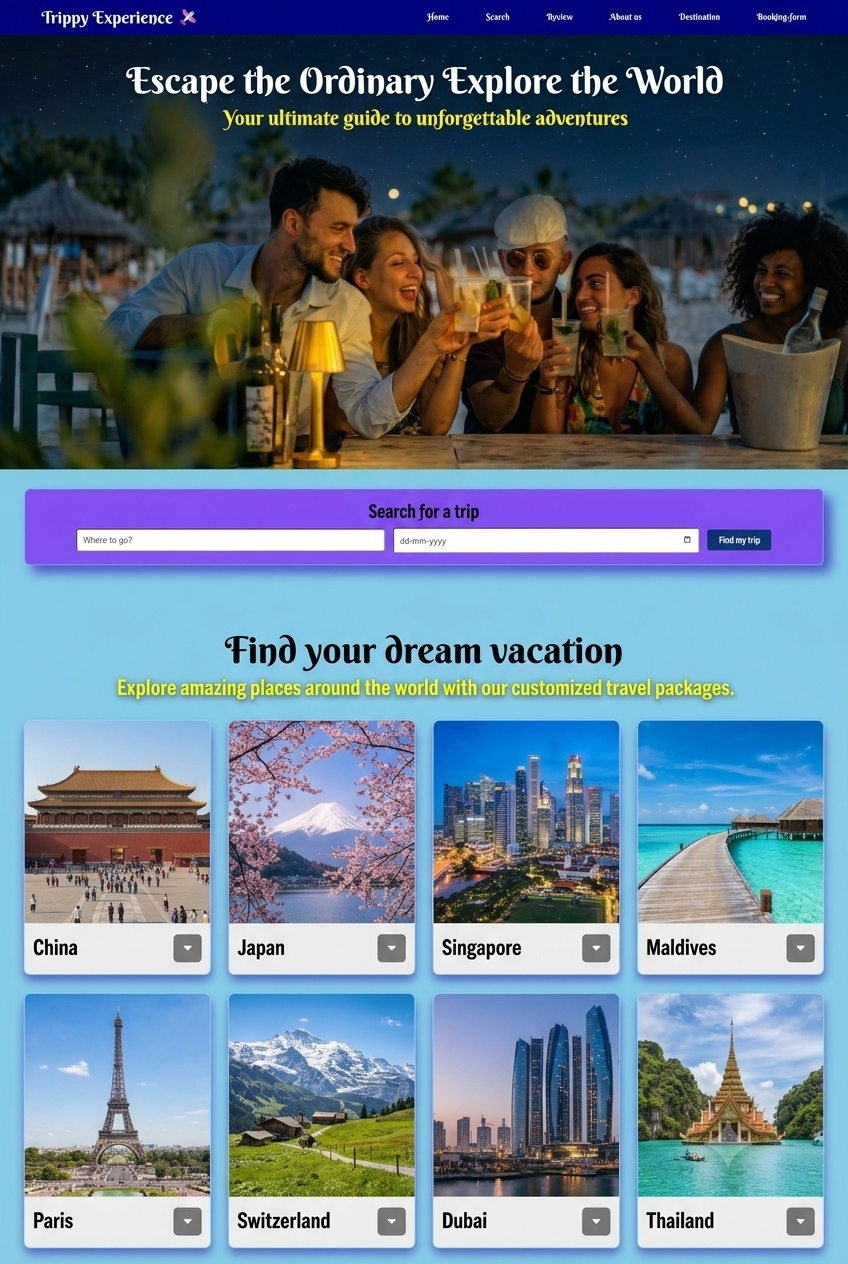 Trippy Experience
Home Search Ryview About us Destination Booking-form
Escape the Ordinary Explore the World
Your ultimate guide to unforgettable adventures
Search for a trip
Where to go? dd-mm-yyyy Find my trip
Find your dream vacation
Explore amazing places around the world with our customized travel packages.
China Japan Singapore Maldives
Paris Switzerland Dubai Thailand